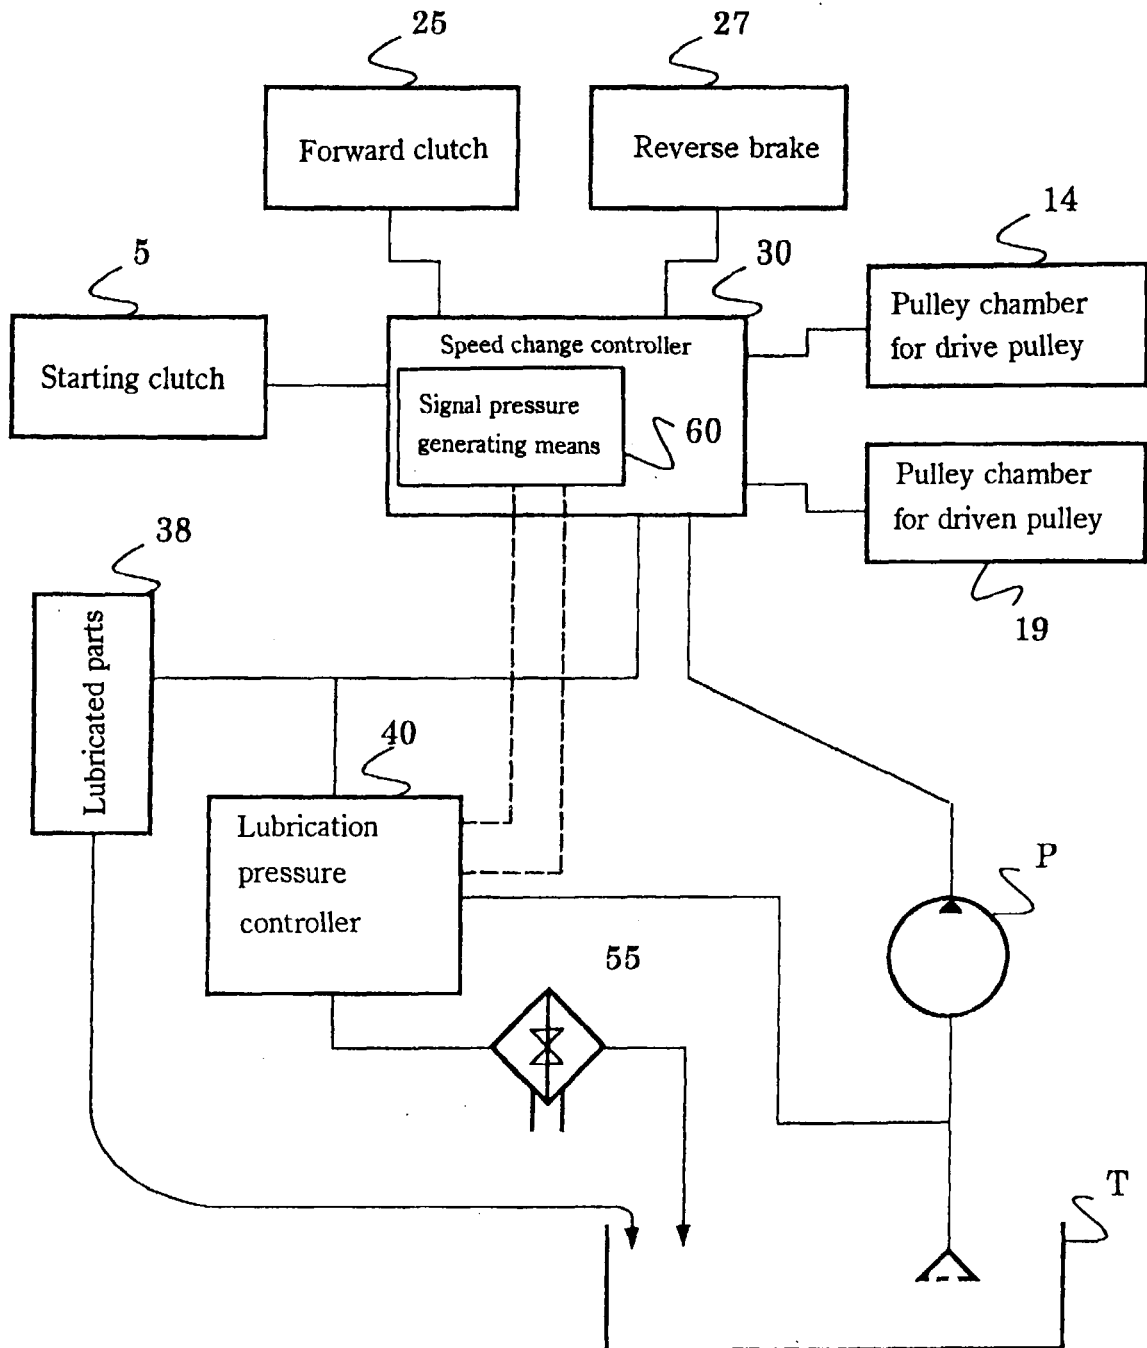 25
27
Forward clutch
Reverse brake
14
5
30
Pulley chamber
for drive pulley
Speed change controller
Starting clutch
Signal pressure
generating means
60
Pulley chamber
for driven pulley
38
19
Lubricated parts
40
Lubrication
pressure
controller
P
55
T